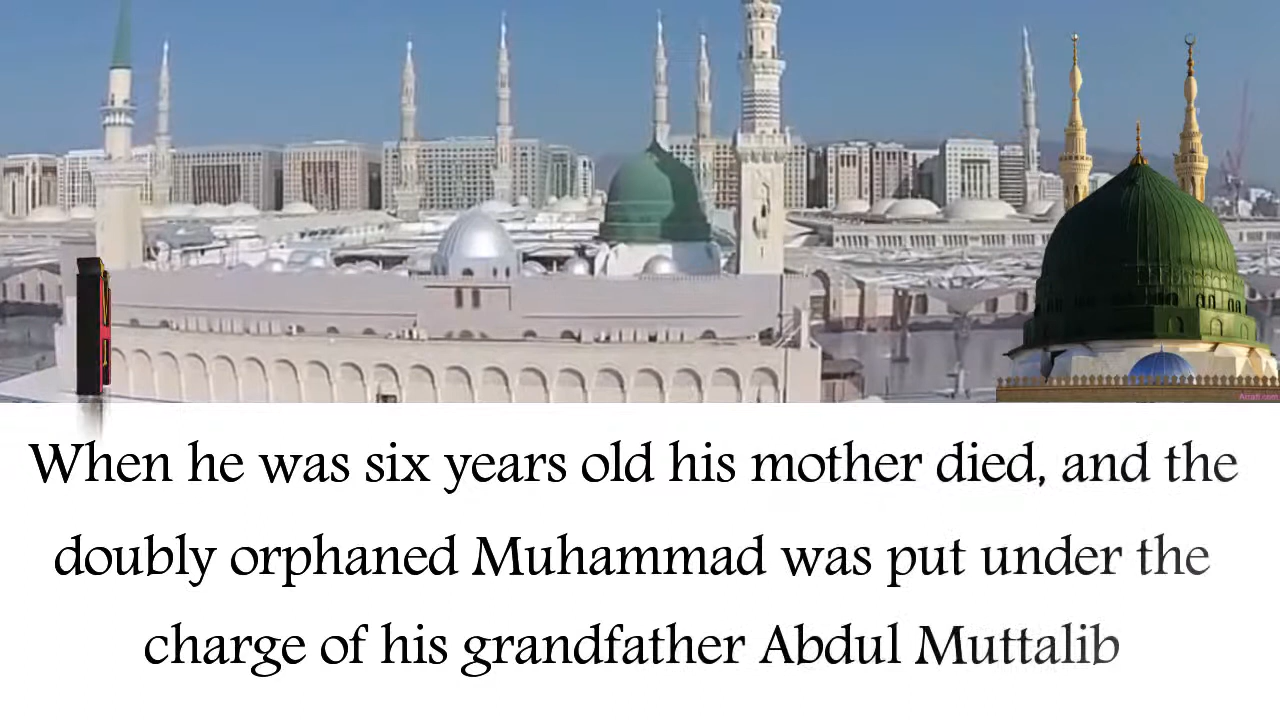 When he was six years old his mother died, and the
doubly orphaned Muhammad was put under the
charge of his grandfather Abdul Muttalib